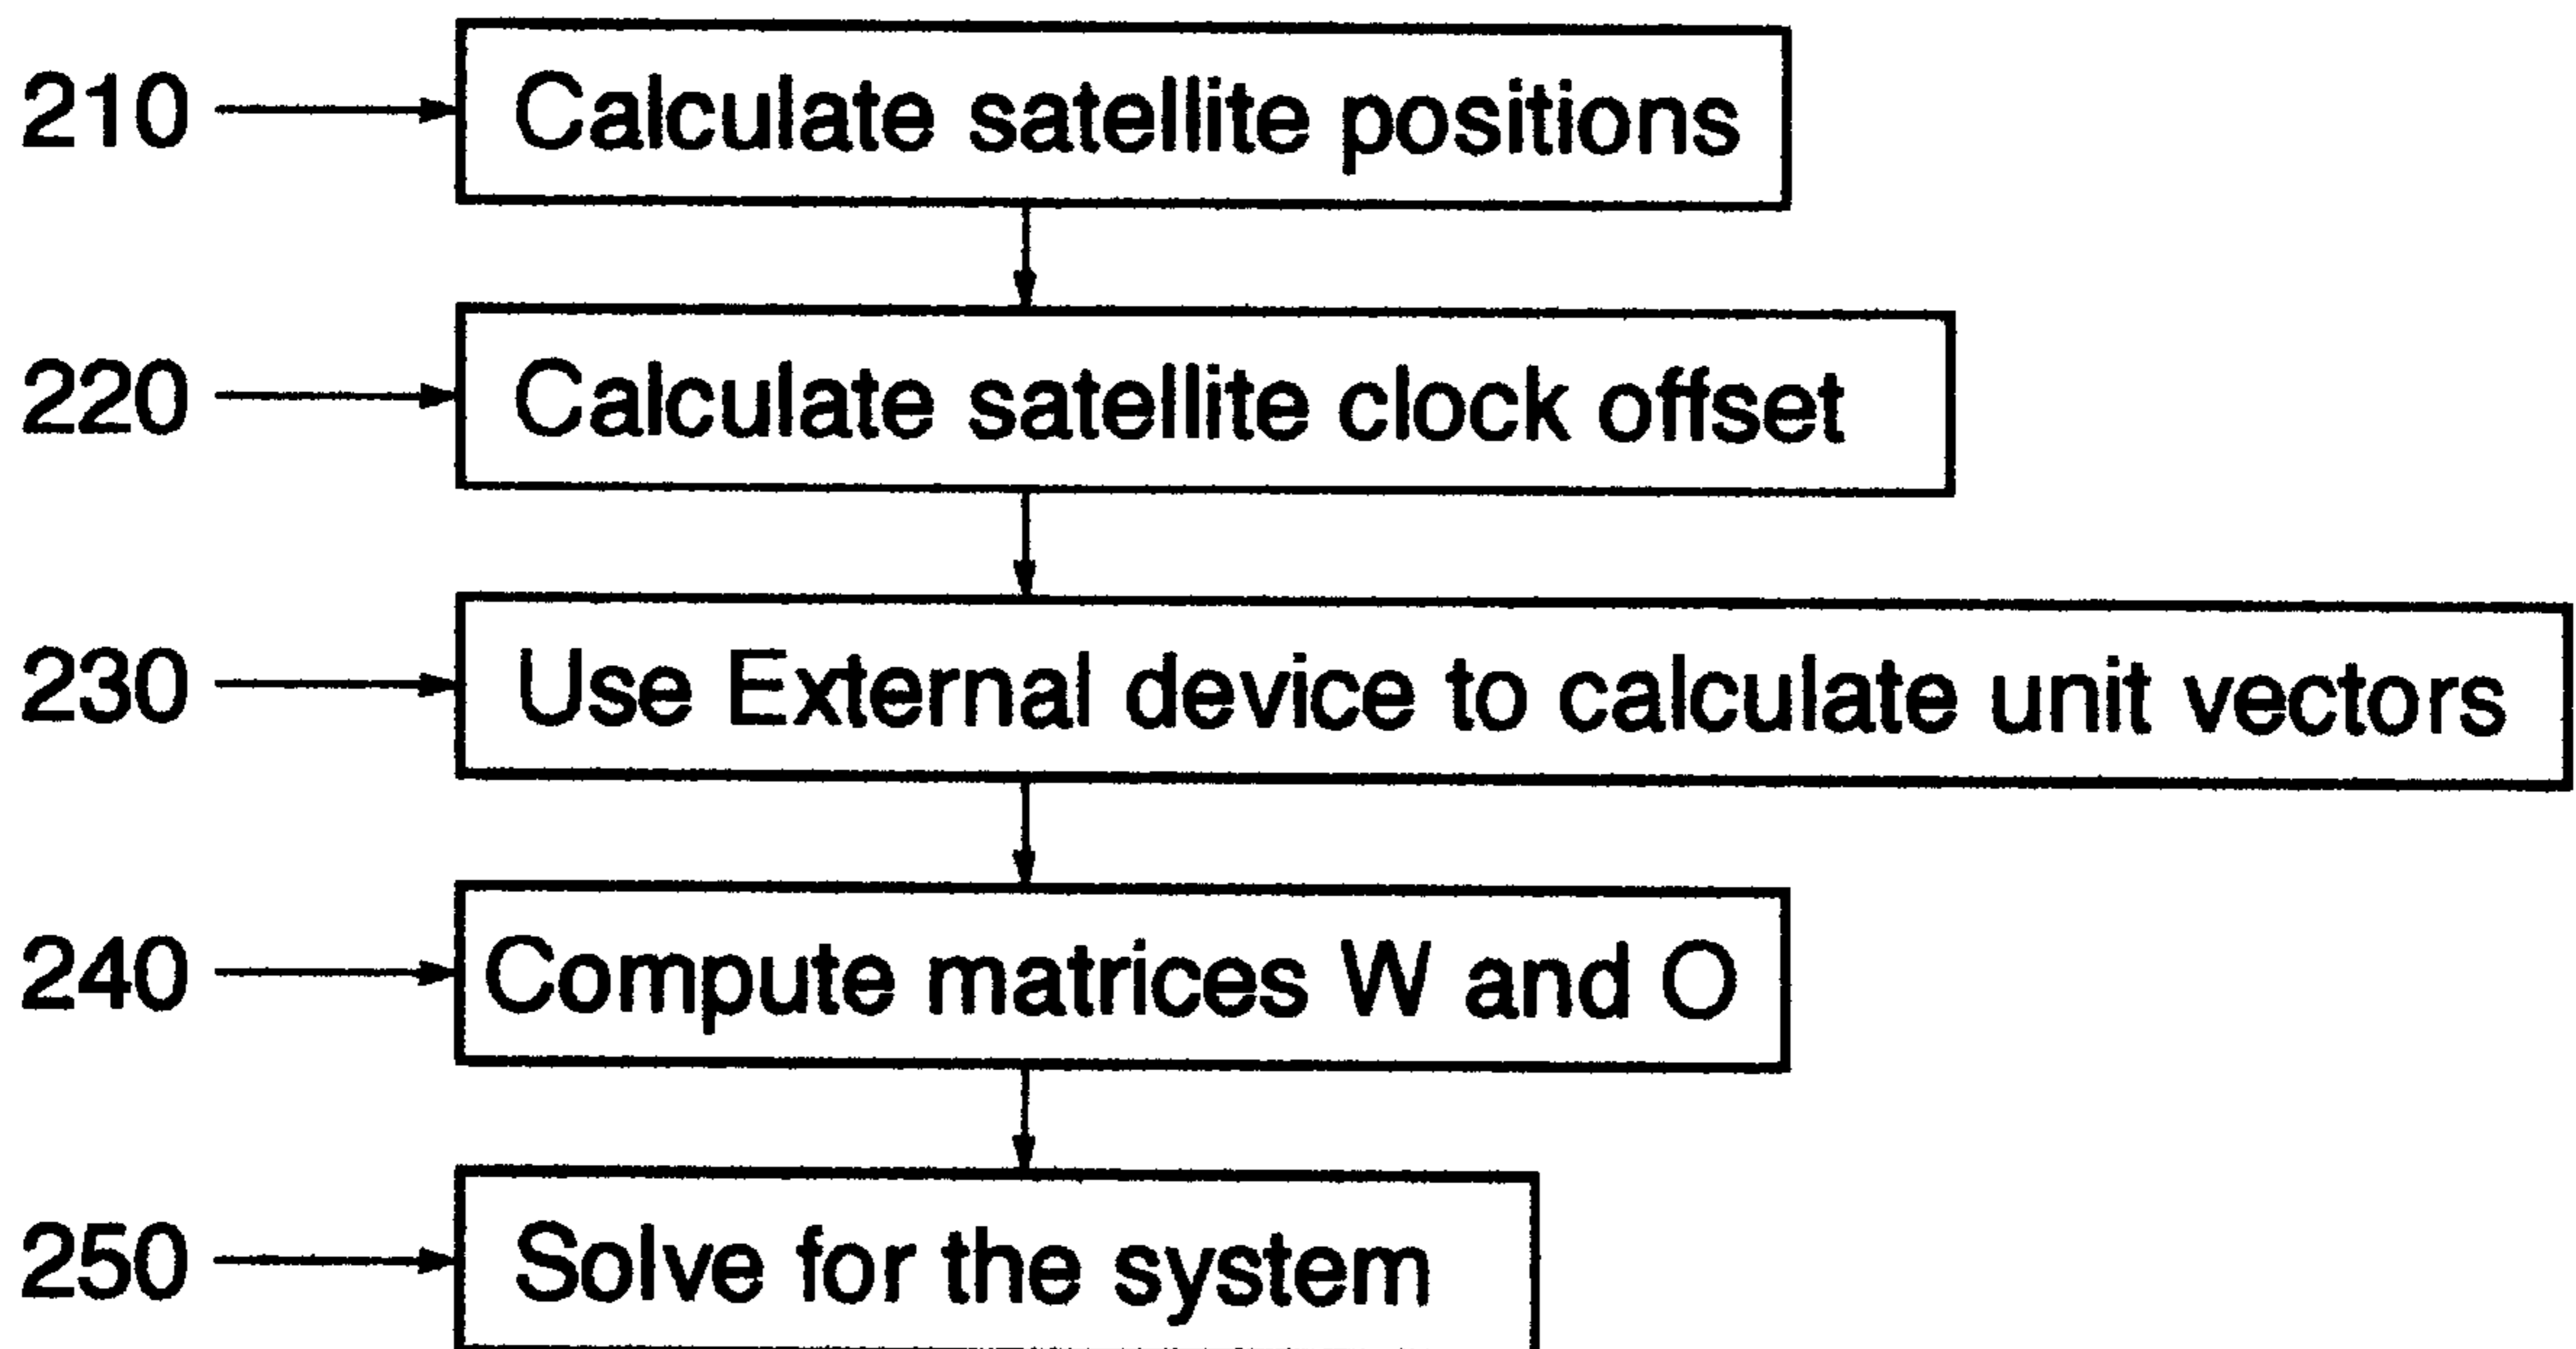 210 Calculate satellite positions
220 Calculate satellite clock offset
230 Use External device to calculate unit vectors
240 Compute matrices W and O
250 Solve for the system